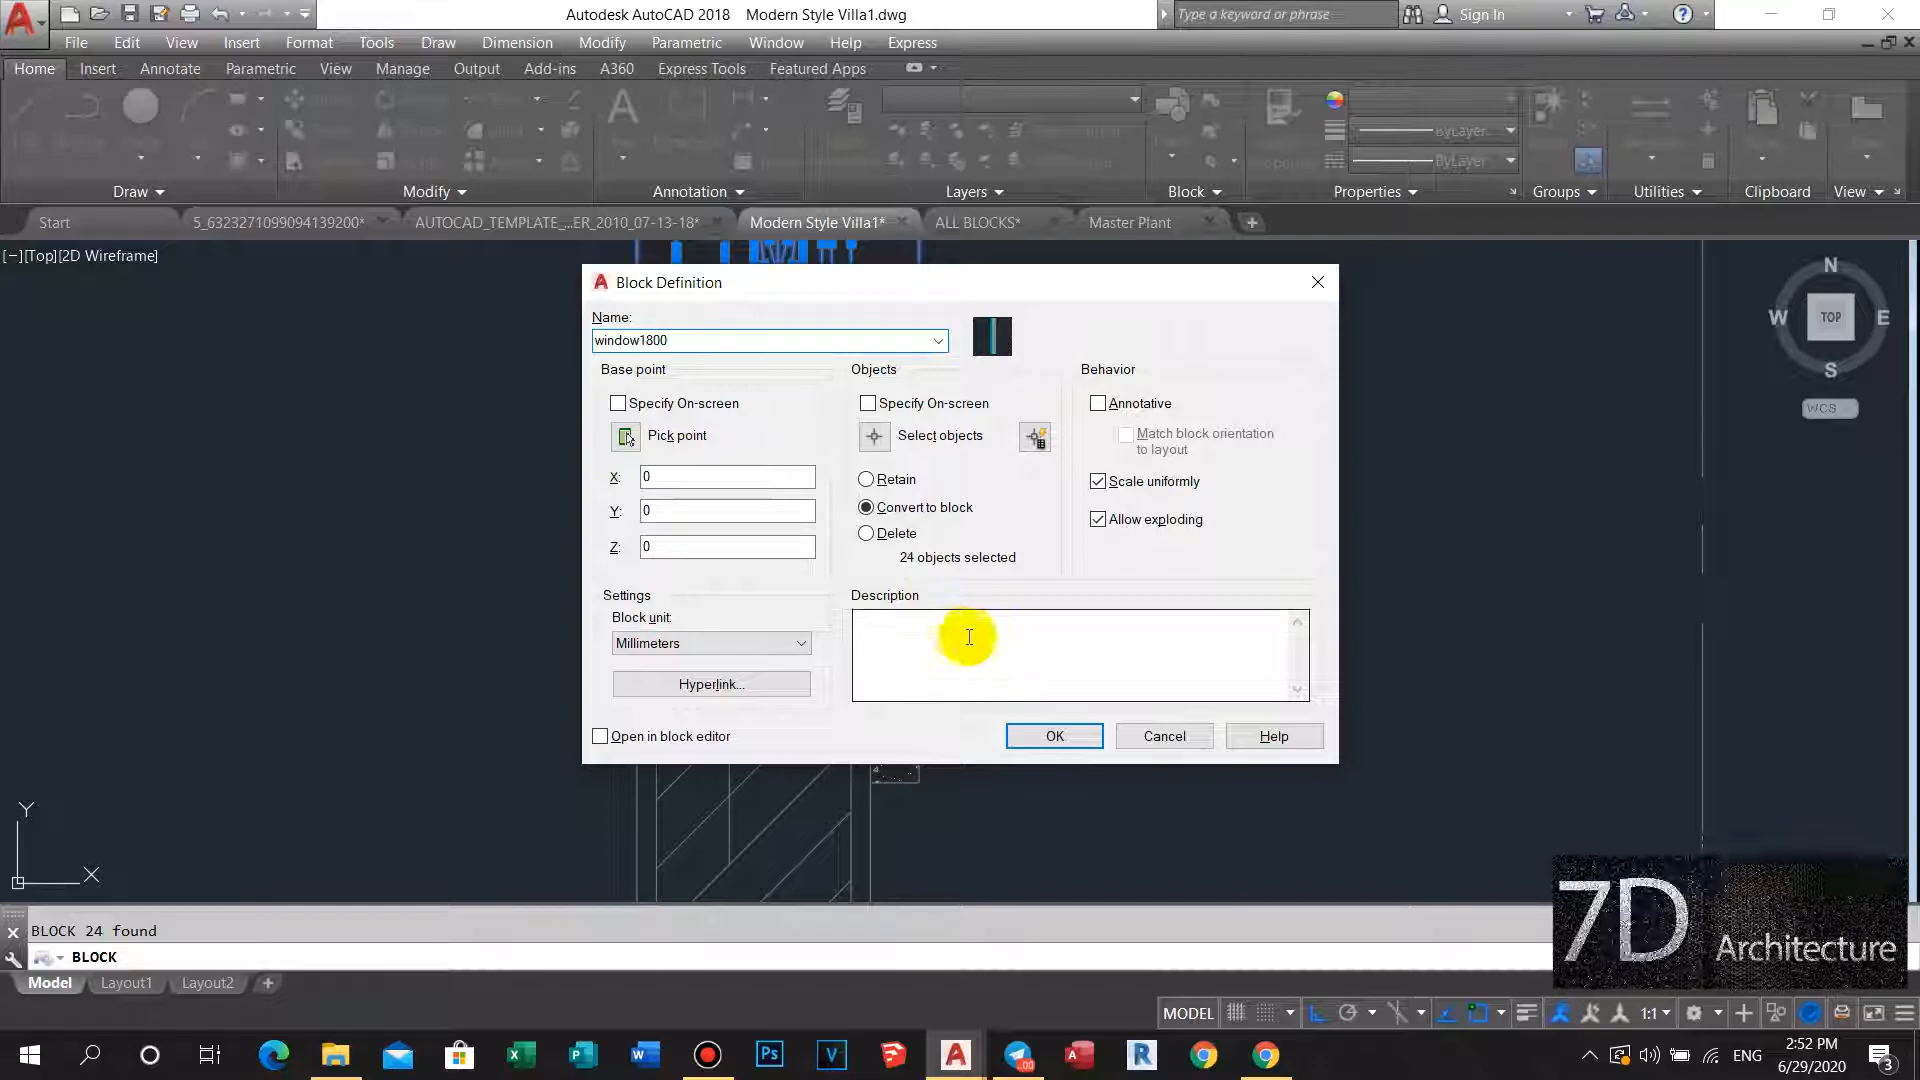 Autodesk AutoCAD 2018 Modern Style Villa1.dwg
Type a keyword or phrase
Sign In
File Edit View Insert Format Tools Draw Dimension Modify Parametric Window Help Express
Home Insert Annotate Parametric View Manage Output Add-ins A360 Express Tools Featured Apps
ByLayer
ByLayer
Draw Modify Annotation Layers Block Properties Groups Utilities Clipboard View
Start 5_6323271099094139200* AUTOCAD_TEMPLATE_...ER_2010_07-13-18* Modern Style Villa1* ALL BLOCKS* Master Plant
[−][Top][2D Wireframe]
N
W TOP E
S
WCS
Block Definition
Name:
window1800
Base point
Specify On-screen
Pick point
X: 0
Y: 0
Z: 0
Objects
Specify On-screen
Select objects
Retain
Convert to block
Delete
24 objects selected
Behavior
Annotative
Match block orientation
to layout
Scale uniformly
Allow exploding
Settings
Block unit:
Millimeters
Hyperlink...
Description
Open in block editor
OK Cancel Help
Y
X
BLOCK 24 found
BLOCK
7D Architecture
Model Layout1 Layout2
MODEL 1:1
ENG
2:52 PM
6/29/2020
3